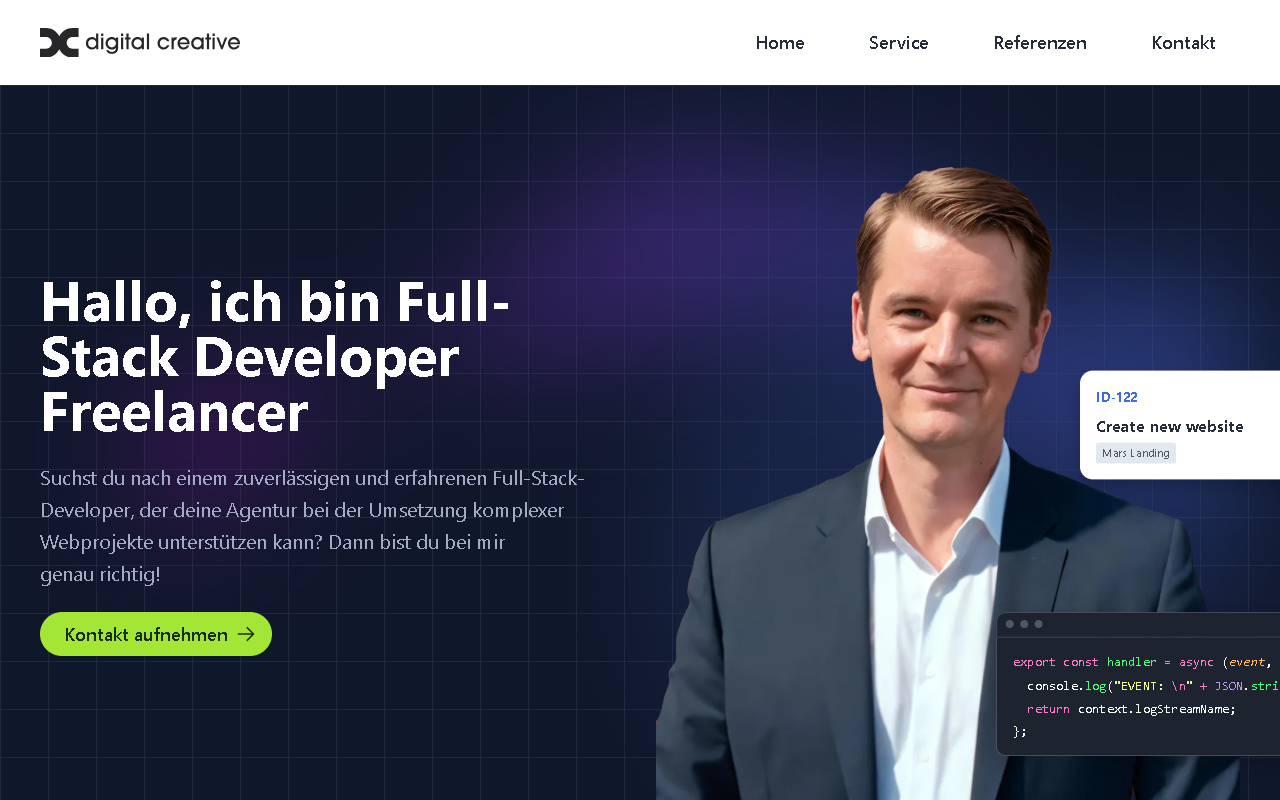 digital creative
Home
Service
Referenzen
Kontakt
Hallo, ich bin Full-
Stack Developer
Freelancer
Suchst du nach einem zuverlässigen und erfahrenen Full-Stack-
Developer, der deine Agentur bei der Umsetzung komplexer
Webprojekte unterstützen kann? Dann bist du bei mir
genau richtig!
Kontakt aufnehmen
ID-122
Create new website
Mars Landing
export const handler = async (event,
console.log("EVENT: \n" + JSON.stri
return context.logStreamName;
};